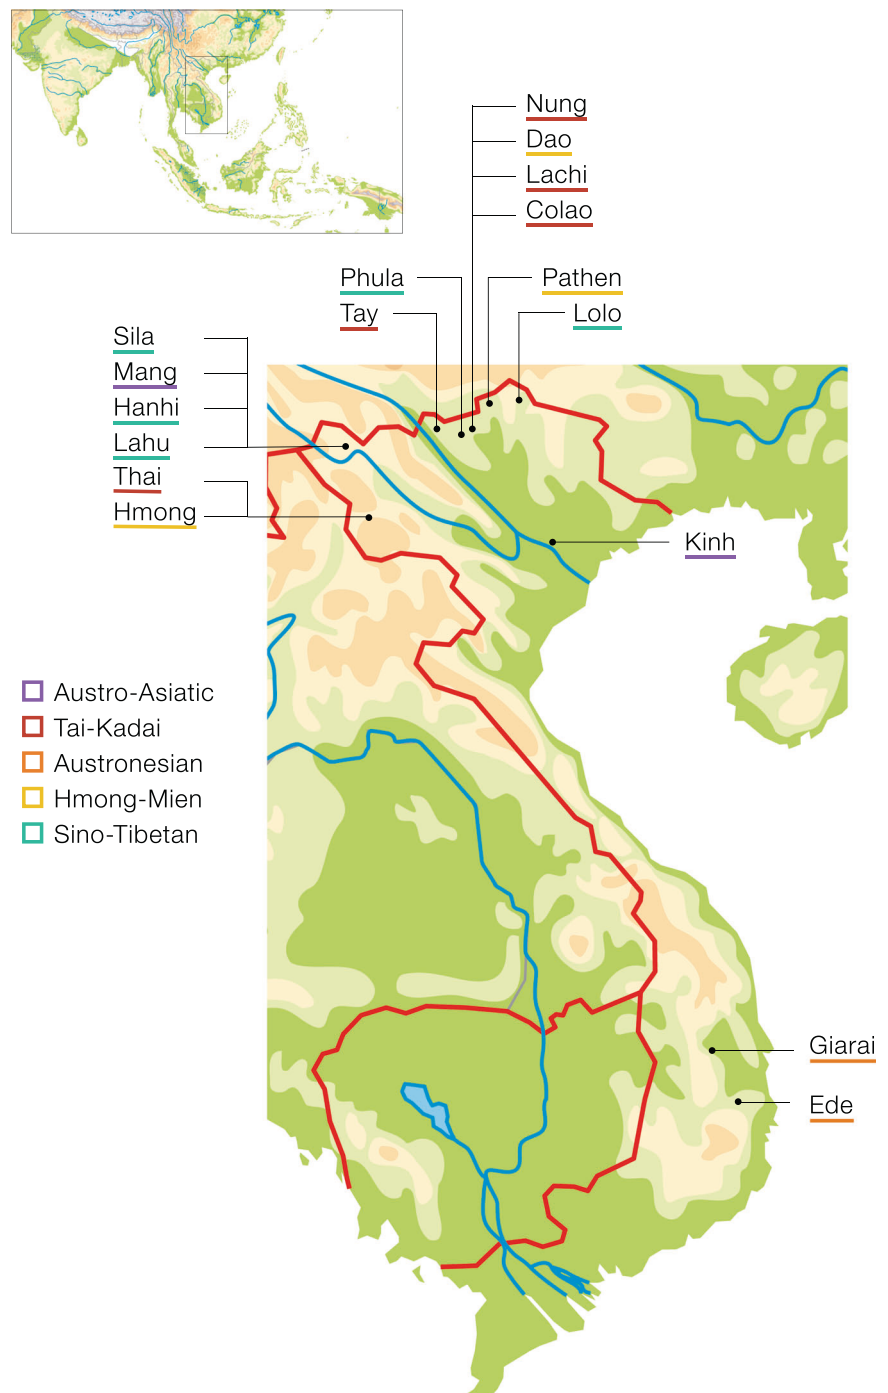 Nung
Dao
Lachi
Colao
Phula
Pathen
Tay
Lolo
Sila
Mang
Hanhi
Lahu
Thai
Hmong
Kinh
Austro-Asiatic
Tai-Kadai
Austronesian
Hmong-Mien
Sino-Tibetan
Giarai
Ede